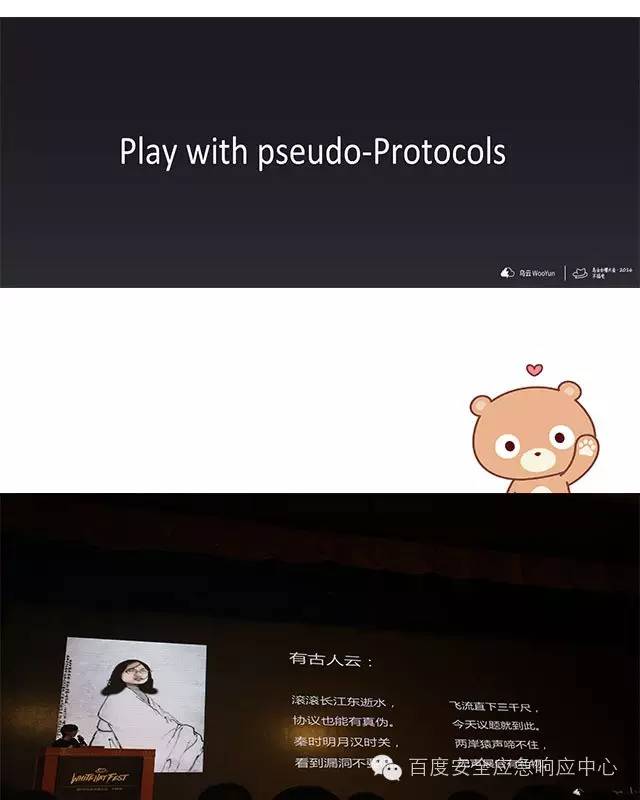 Play with pseudo-Protocols
乌云 WooYun
2016
有古人云：
滚滚长江东逝水，
协议也能有真伪。
秦时明月汉时关，
看到漏洞不要
飞流直下三千尺，
今天议题就到此。
两岸猿声啼不住，
WHITEHAT FEST
百度安全应急响应中心